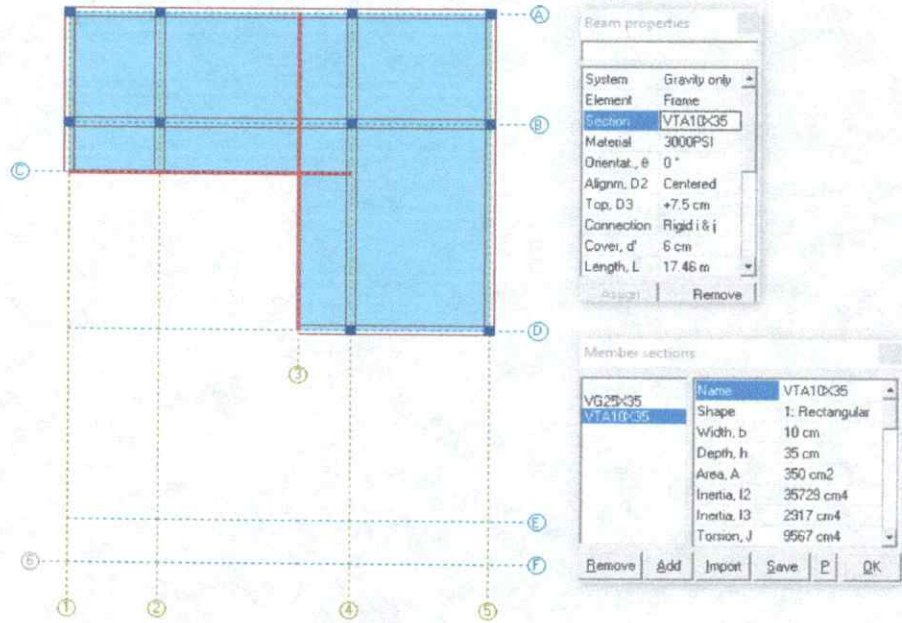 A
B
C
D
3
E
6
F
1
2
4
5
Beam properties
System Gravity only
Element Frame
Section VTA10X35
Material 3000PSI
Orientat., θ 0 °
Alignm, D2 Centered
Top, D3 +7.5 cm
Connection Rigid i & j
Cover, d' 6 cm
Length, L 17.46 m
Assign Remove
Member sections
VG25X35
VTA10X35
Name VTA10X35
Shape 1: Rectangular
Width, b 10 cm
Depth, h 35 cm
Area, A 350 cm2
Inertia, I2 35729 cm4
Inertia, I3 2917 cm4
Torsion, J 9567 cm4
Remove Add Import Save P OK